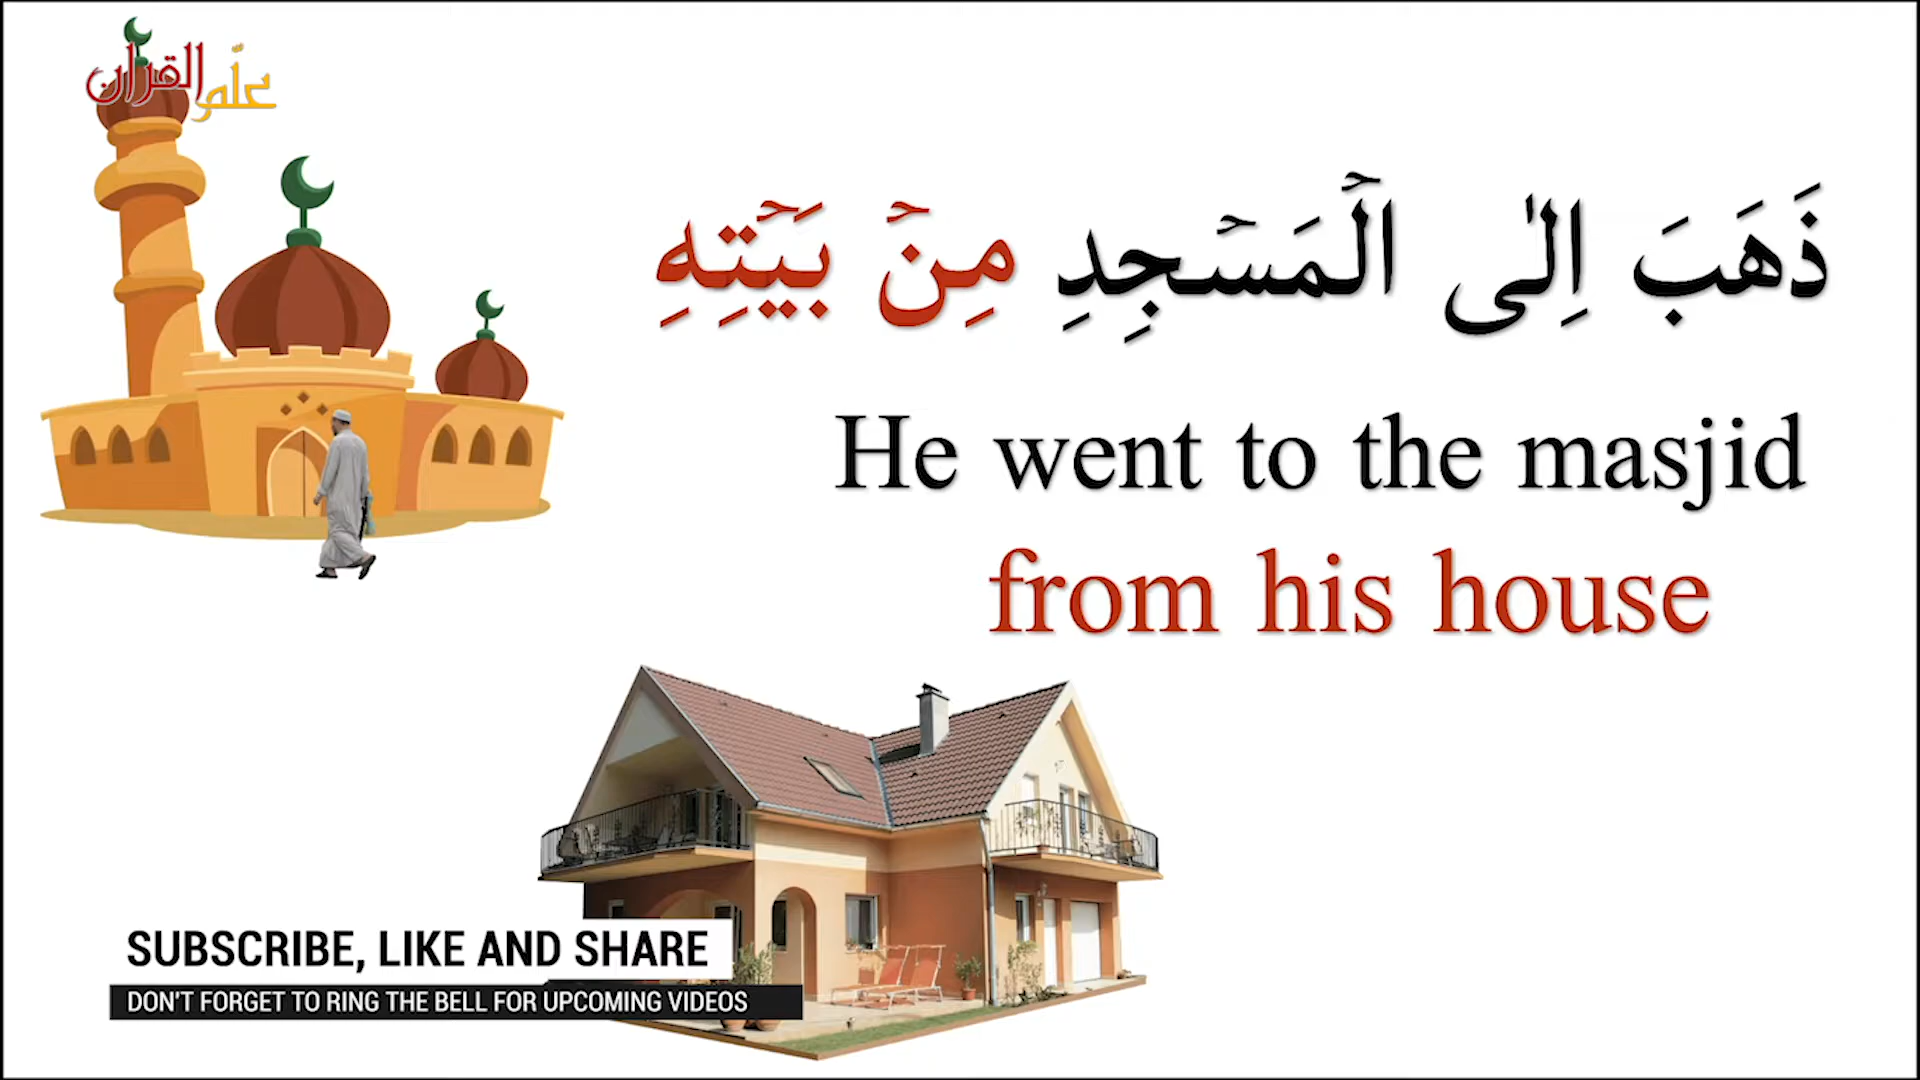 علم القرآن
ذَهَبَ اِلٰى الْمَسْجِدِ مِنْ بَيْتِهِ
He went to the masjid
from his house
SUBSCRIBE, LIKE AND SHARE
DON'T FORGET TO RING THE BELL FOR UPCOMING VIDEOS